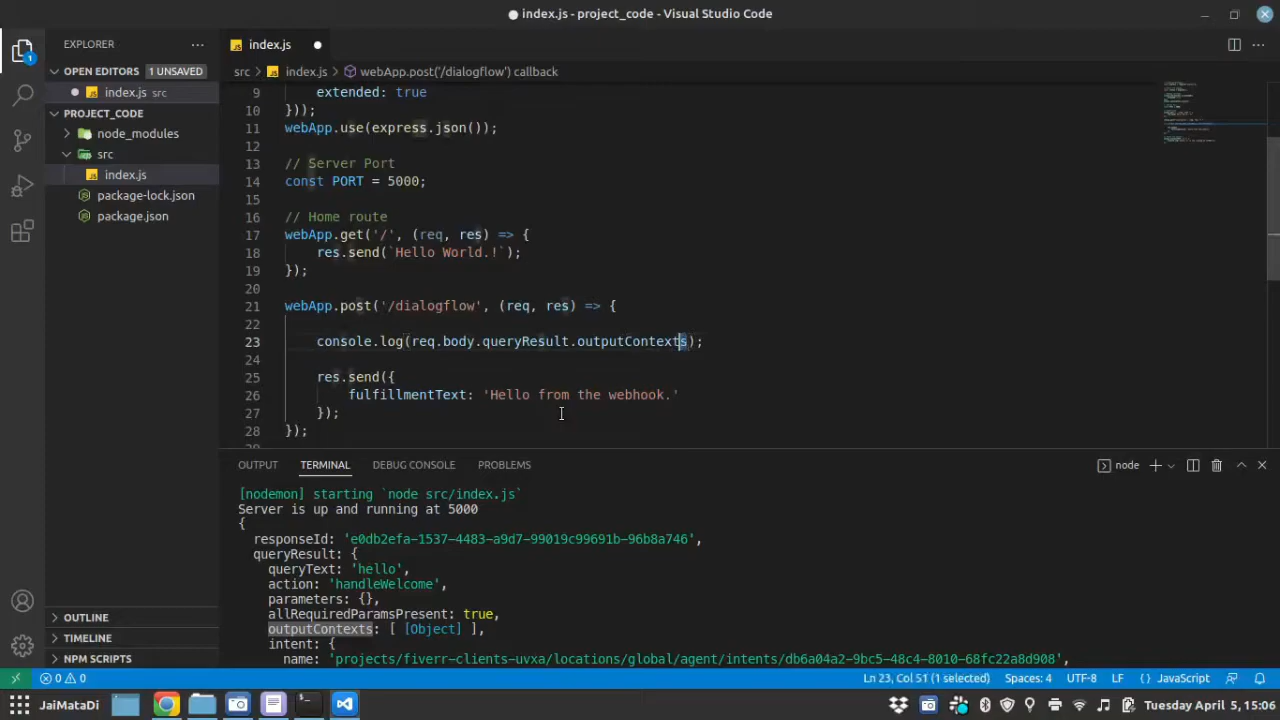 index.js - project_code - Visual Studio Code
EXPLORER
index.js
OPEN EDITORS 1 UNSAVED
src index.js webApp.post('/dialogflow') callback
index.js src
PROJECT_CODE
node_modules
src
index.js
package-lock.json
package.json
9 extended: true
10 }));
11 webApp.use(express.json());
12
13 // Server Port
14 const PORT = 5000;
15
16 // Home route
17 webApp.get('/', (req, res) => {
18 res.send(`Hello World.!`);
19 });
20
21 webApp.post('/dialogflow', (req, res) => {
22
23 console.log(req.body.queryResult.outputContexts);
24
25 res.send({
26 fulfillmentText: 'Hello from the webhook.'
27 });
28 });
OUTPUT TERMINAL DEBUG CONSOLE PROBLEMS node
[nodemon] starting `node src/index.js`
Server is up and running at 5000
{
responseId: 'e0db2efa-1537-4483-a9d7-99019c99691b-96b8a746',
queryResult: {
queryText: 'hello',
action: 'handleWelcome',
parameters: {},
allRequiredParamsPresent: true,
outputContexts: [ [Object] ],
intent: {
name: 'projects/fiverr-clients-uvxa/locations/global/agent/intents/db6a04a2-9bc5-48c4-8010-68fc22a8d908',
OUTLINE
TIMELINE
NPM SCRIPTS
0 0 Ln 23, Col 51 (1 selected) Spaces: 4 UTF-8 LF { } JavaScript
JaiMataDi Tuesday April 5, 15:06